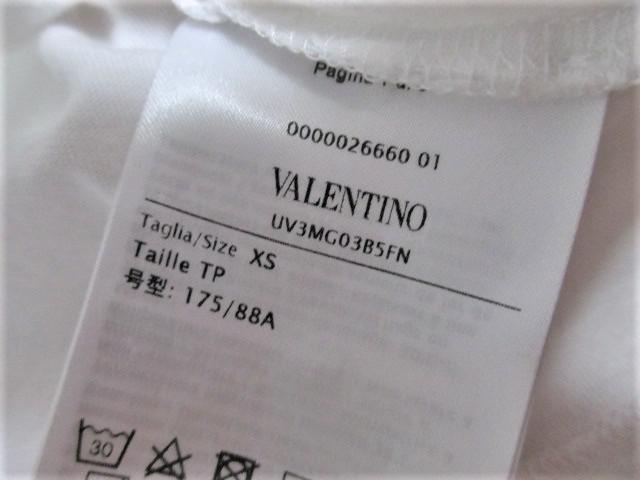 0000026660 01
VALENTINO
UV3MG03B5FN
Taglia/Size XS
Taille TP
号型: 175/88A
30